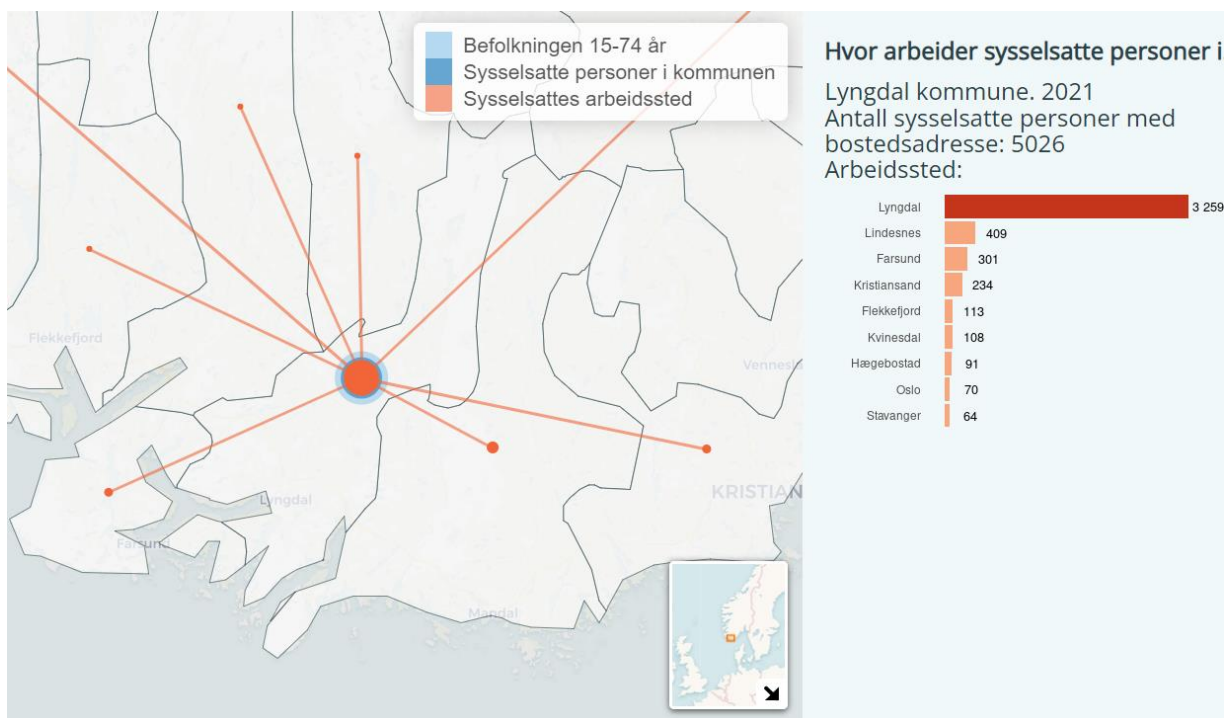 Befolkningen 15-74 år
Sysselsatte personer i kommunen
Sysselsattes arbeidssted
Flekkefjord
Vennesl
KRISTIAN
Lyngdal
Farsund
Mandal
Hvor arbeider sysselsatte personer i
Lyngdal kommune. 2021
Antall sysselsatte personer med
bostedsadresse: 5026
Arbeidssted:
Lyngdal 3 259
Lindesnes 409
Farsund 301
Kristiansand 234
Flekkefjord 113
Kvinesdal 108
Hægebostad 91
Oslo 70
Stavanger 64